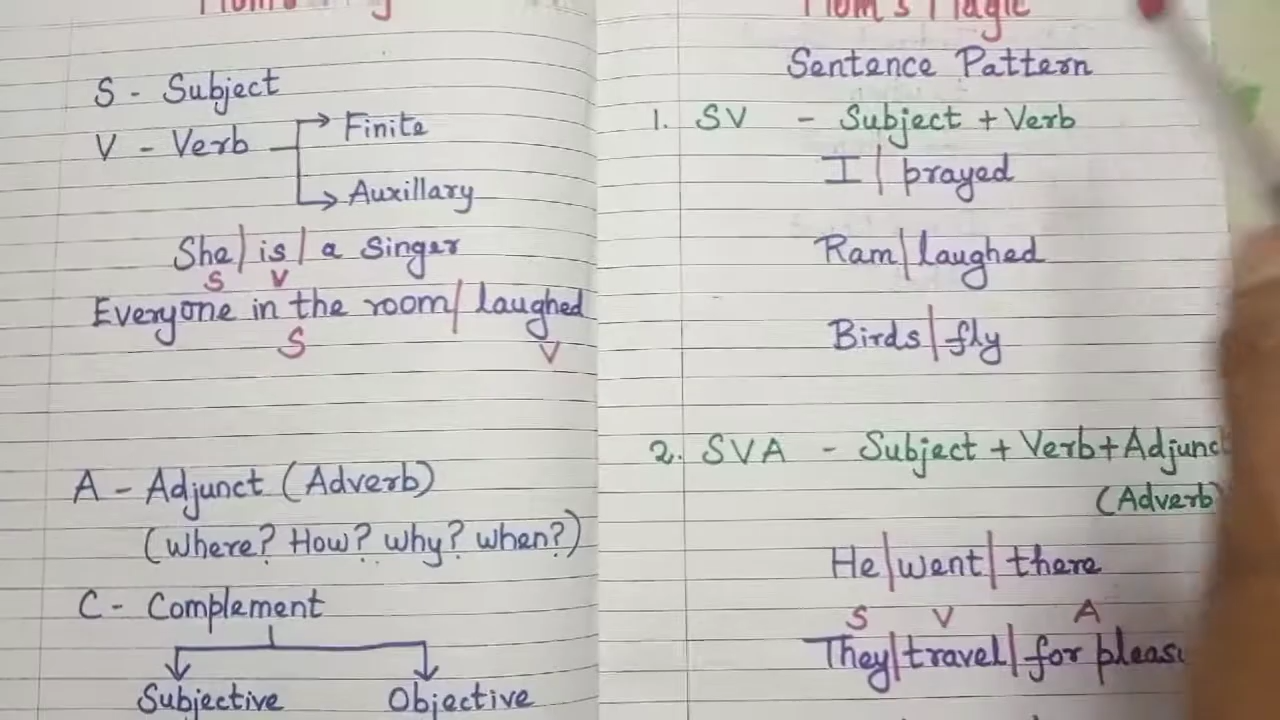 S - Subject
V - Verb
Finite
Auxillary
She | is | a singer
S V
Everyone in the room | laughed
S V
A - Adjunct (Adverb)
(Where? How? why? when?)
C - Complement
Subjective Objective
Mom's Magic
Sentence Pattern
1. SV - Subject + Verb
I | prayed
Ram | laughed
Birds | fly
2. SVA - Subject + Verb + Adjunc
(Adverb)
He | went | there
S V A
They | travel | for